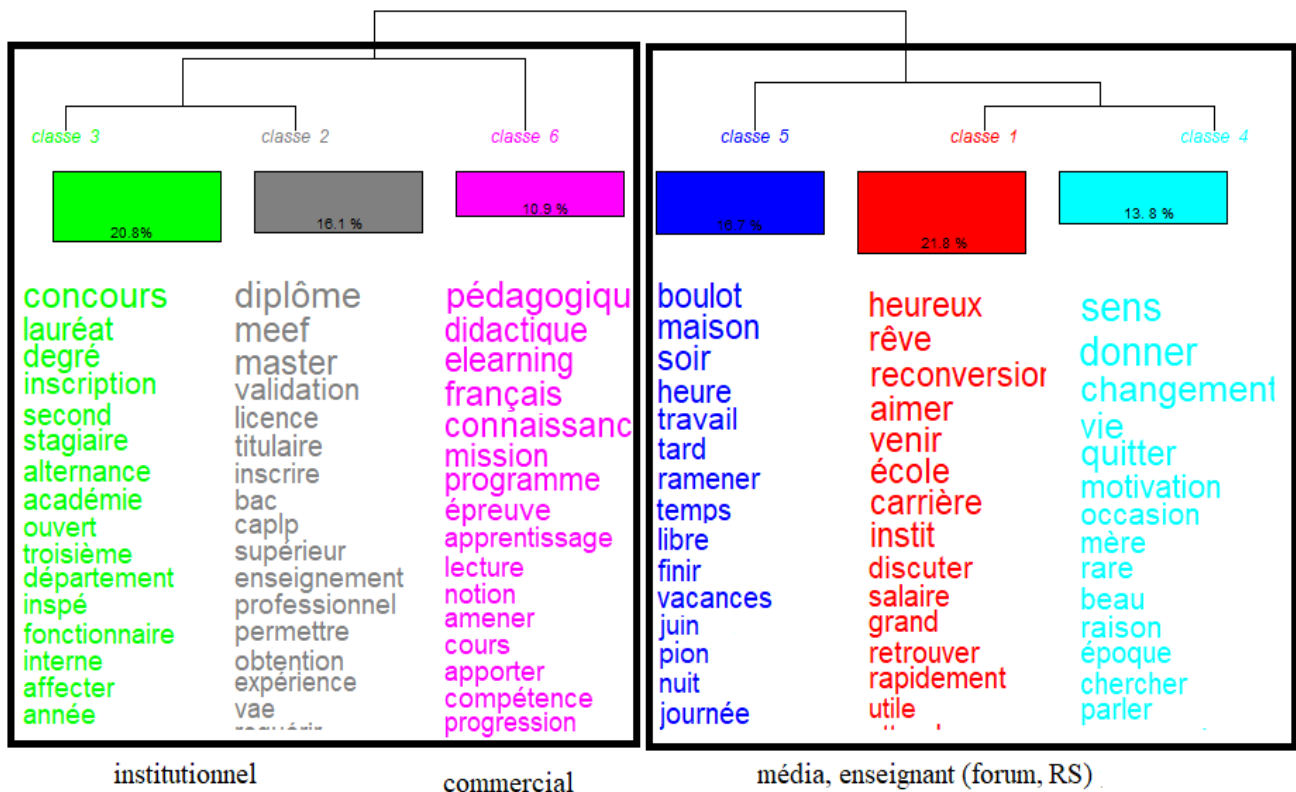 classe 3
classe 2
classe 6
classe 5
classe 1
classe 4
20.8%
16.1 %
10.9 %
16.7 %
21.8 %
13. 8 %
concours
lauréat
degré
inscription
second
stagiaire
alternance
académie
ouvert
troisième
département
inspé
fonctionnaire
interne
affecter
année
diplôme
meef
master
validation
licence
titulaire
inscrire
bac
caplp
supérieur
enseignement
professionnel
permettre
obtention
expérience
vae
pédagogiqu
didactique
elearning
français
connaissanc
mission
programme
épreuve
apprentissage
lecture
notion
amener
cours
apporter
compétence
progression
boulot
maison
soir
heure
travail
tard
ramener
temps
libre
finir
vacances
juin
pion
nuit
journée
heureux
rêve
reconversion
aimer
venir
école
carrière
instit
discuter
salaire
grand
retrouver
rapidement
utile
sens
donner
changement
vie
quitter
motivation
occasion
mère
rare
beau
raison
époque
chercher
parler
institutionnel
commercial
média, enseignant (forum, RS)